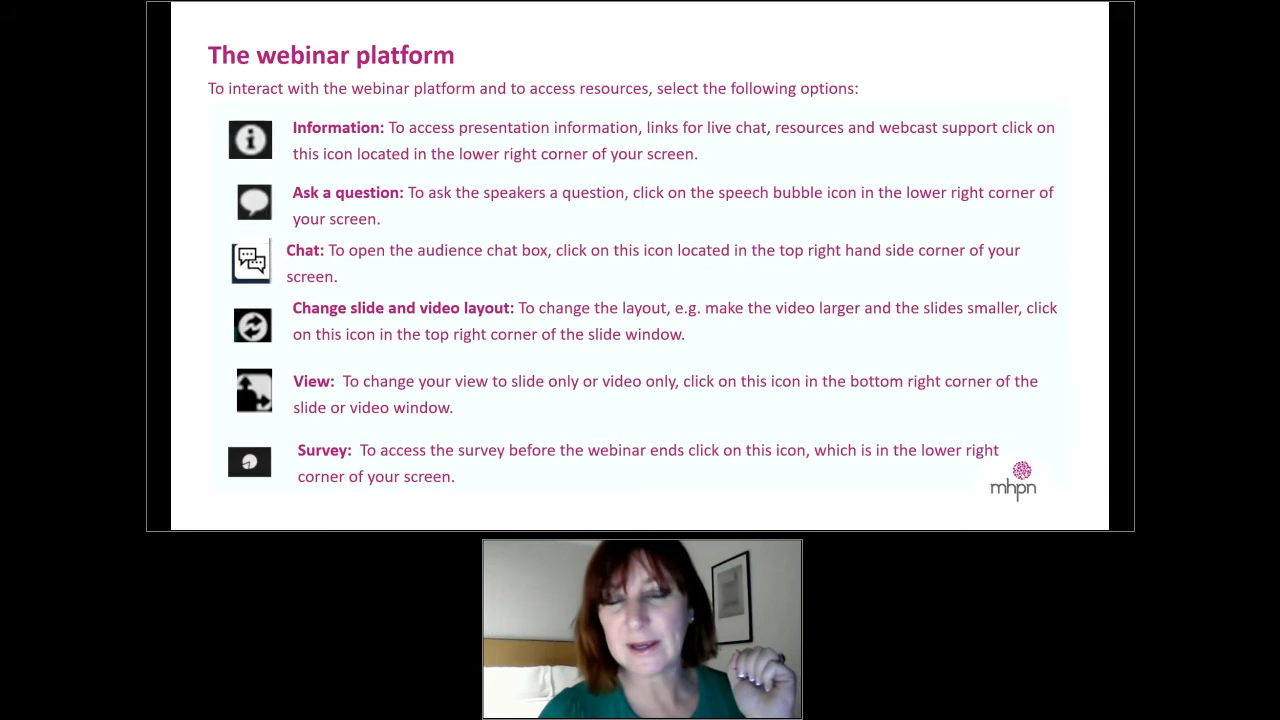 The webinar platform
To interact with the webinar platform and to access resources, select the following options:
Information: To access presentation information, links for live chat, resources and webcast support click on
this icon located in the lower right corner of your screen.
Ask a question: To ask the speakers a question, click on the speech bubble icon in the lower right corner of
your screen.
Chat: To open the audience chat box, click on this icon located in the top right hand side corner of your
screen.
Change slide and video layout: To change the layout, e.g. make the video larger and the slides smaller, click
on this icon in the top right corner of the slide window.
View: To change your view to slide only or video only, click on this icon in the bottom right corner of the
slide or video window.
Survey: To access the survey before the webinar ends click on this icon, which is in the lower right
corner of your screen.
mhpn